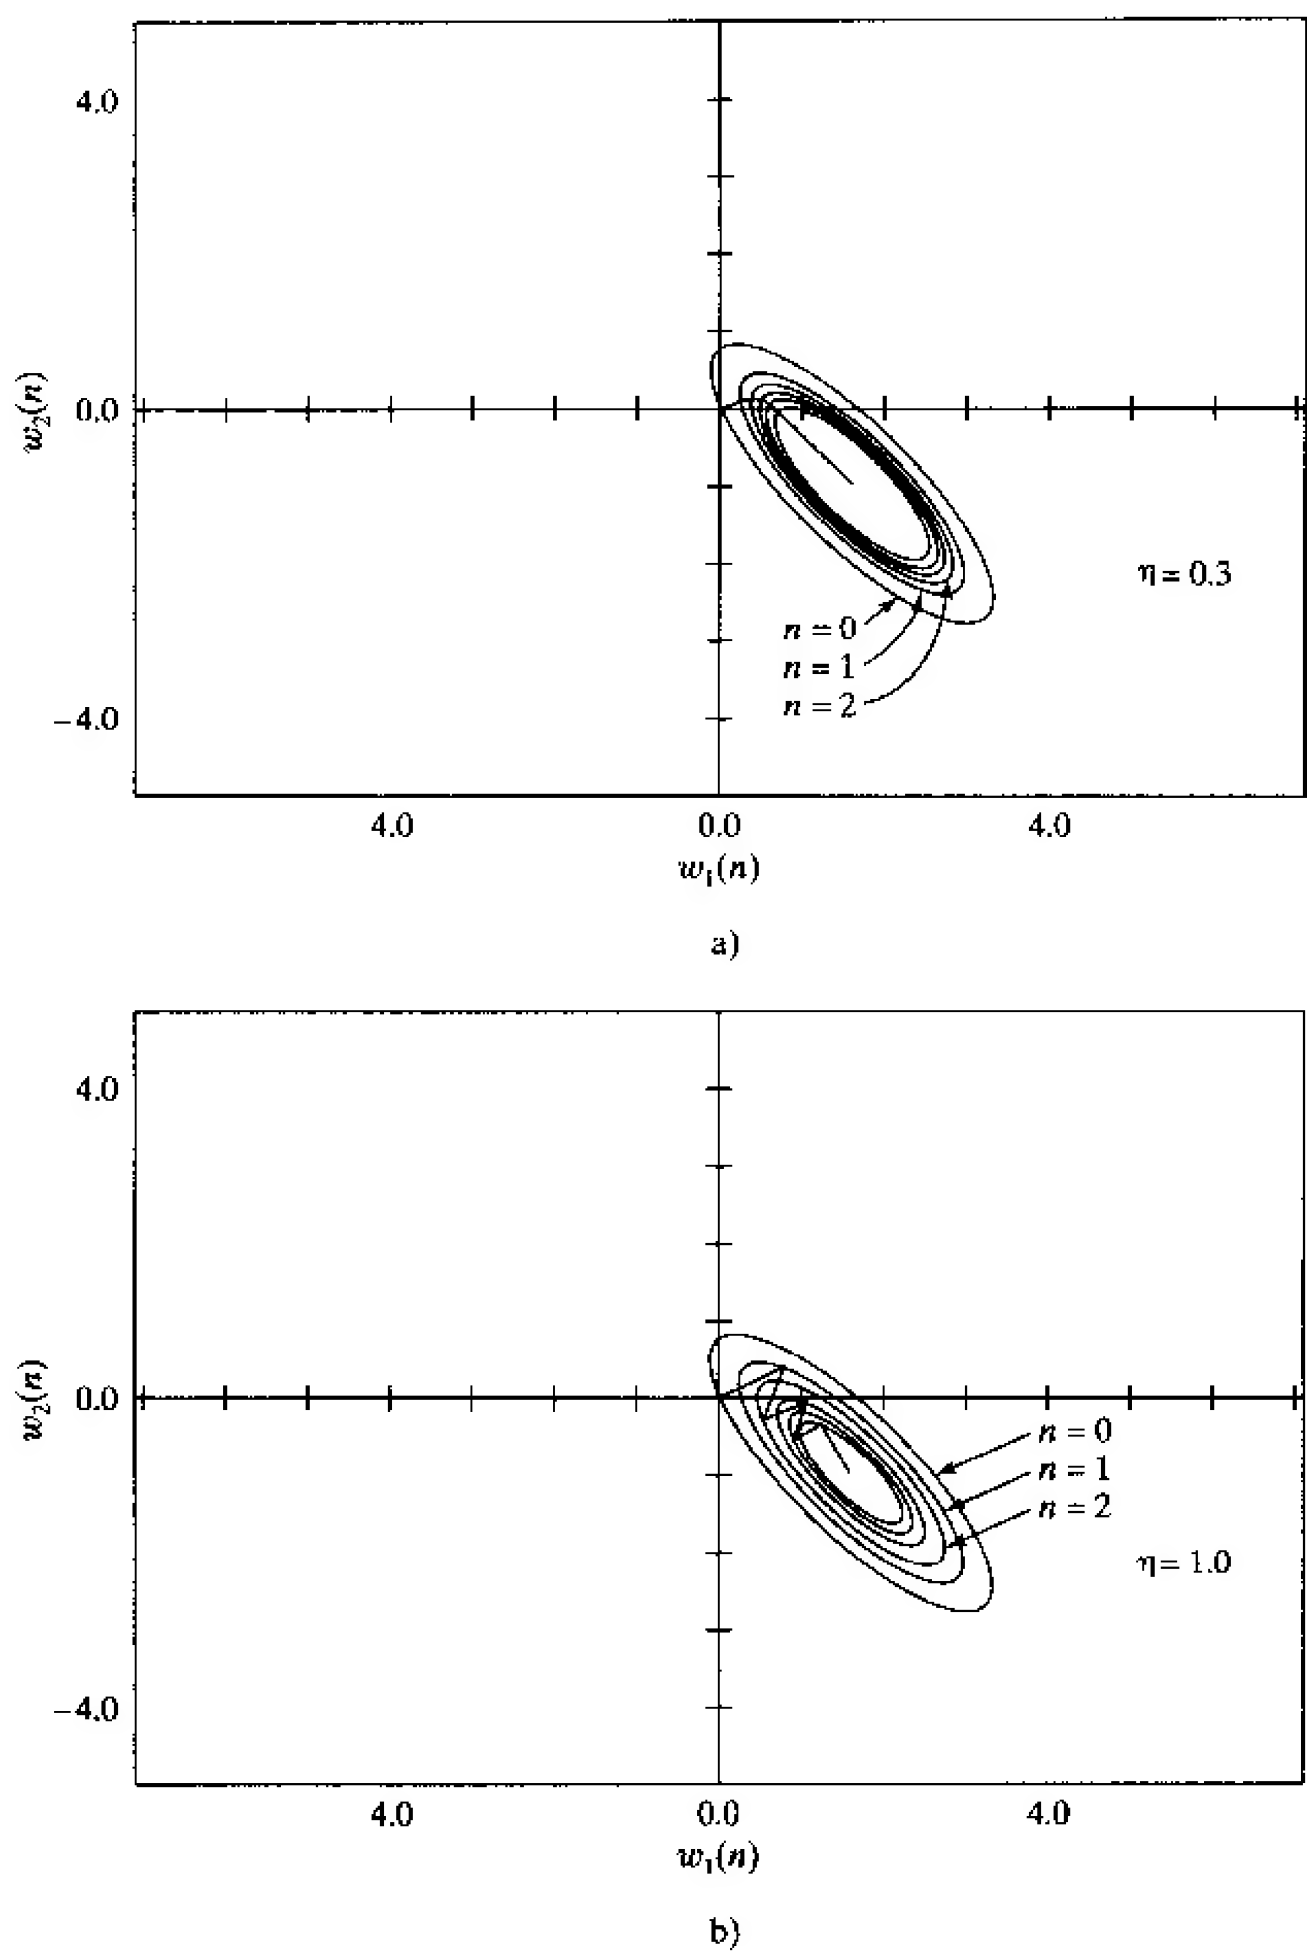 4.0
w₂(n)
0.0
η = 0.3
n = 0
n = 1
n = 2
−4.0
4.0 0.0 4.0
w₁(n)
a)
4.0
w₂(n)
0.0
n = 0
n = 1
n = 2
η = 1.0
−4.0
4.0 0.0 4.0
w₁(n)
b)